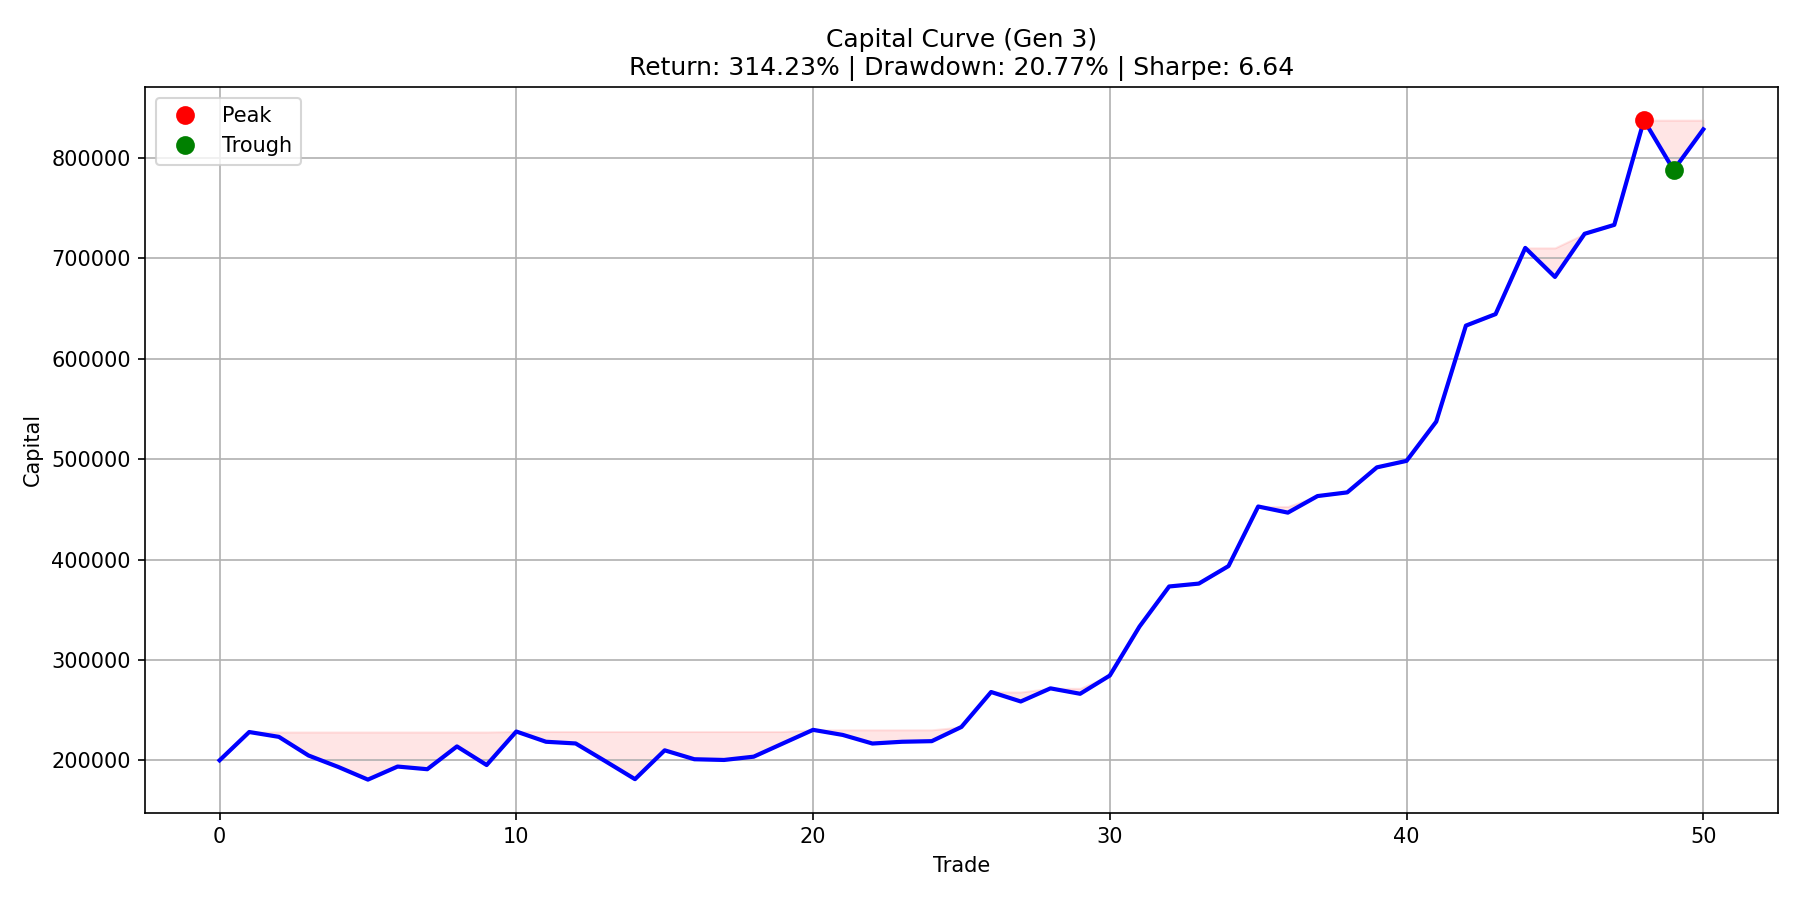 Capital Curve (Gen 3)
Return: 314.23% | Drawdown: 20.77% | Sharpe: 6.64
Peak
Trough
800000
700000
600000
500000
400000
300000
200000
Capital
0 10 20 30 40 50
Trade